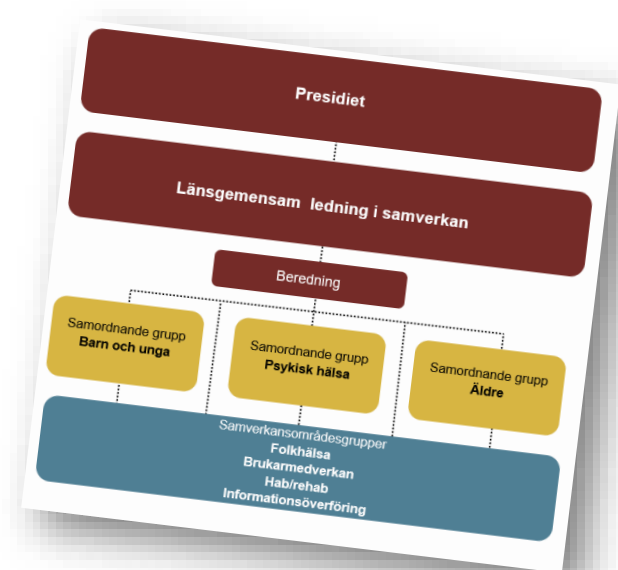 Presidiet
Länsgemensam ledning i samverkan
Beredning
Samordnande grupp
Barn och unga
Samordnande grupp
Psykisk hälsa
Samordnande grupp
Äldre
Samverkansområdesgrupper
Folkhälsa
Brukarmedverkan
Hab/rehab
Informationsöverföring